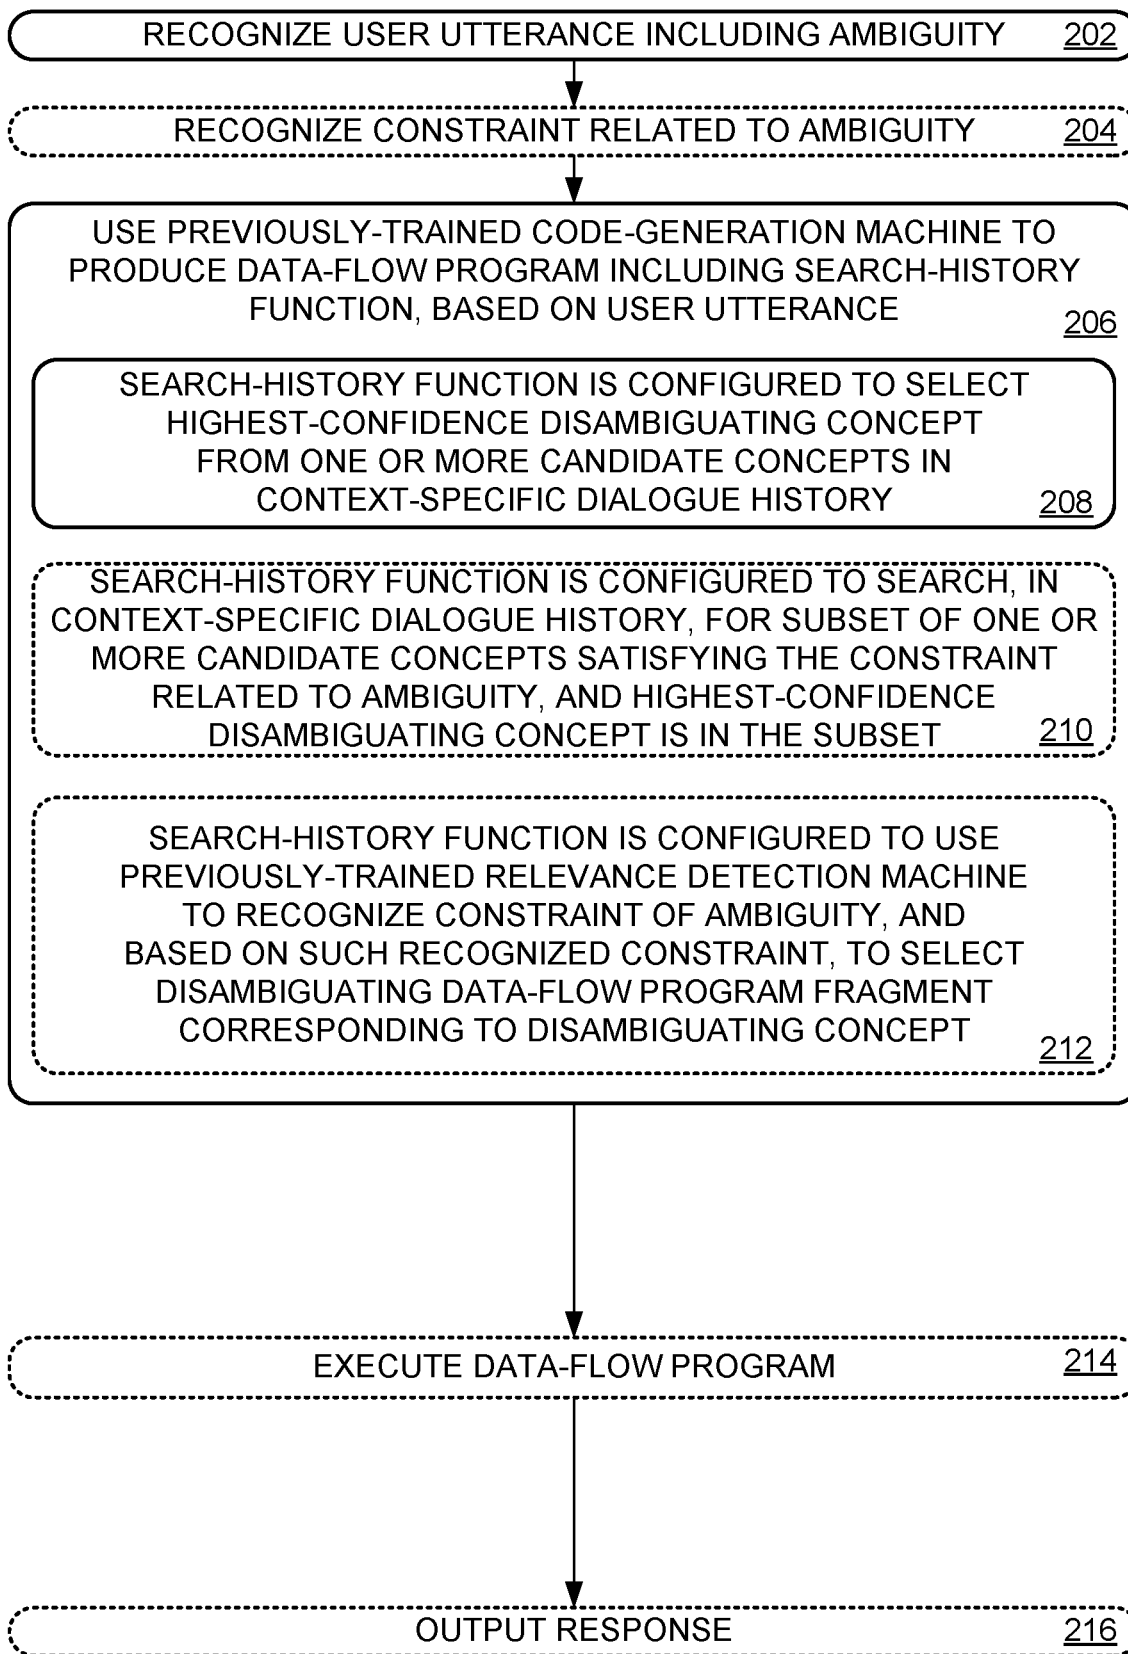 RECOGNIZE USER UTTERANCE INCLUDING AMBIGUITY 202
RECOGNIZE CONSTRAINT RELATED TO AMBIGUITY 204
USE PREVIOUSLY-TRAINED CODE-GENERATION MACHINE TO
PRODUCE DATA-FLOW PROGRAM INCLUDING SEARCH-HISTORY
FUNCTION, BASED ON USER UTTERANCE
206
SEARCH-HISTORY FUNCTION IS CONFIGURED TO SELECT
HIGHEST-CONFIDENCE DISAMBIGUATING CONCEPT
FROM ONE OR MORE CANDIDATE CONCEPTS IN
CONTEXT-SPECIFIC DIALOGUE HISTORY
208
SEARCH-HISTORY FUNCTION IS CONFIGURED TO SEARCH, IN
CONTEXT-SPECIFIC DIALOGUE HISTORY, FOR SUBSET OF ONE OR
MORE CANDIDATE CONCEPTS SATISFYING THE CONSTRAINT
RELATED TO AMBIGUITY, AND HIGHEST-CONFIDENCE
DISAMBIGUATING CONCEPT IS IN THE SUBSET
210
SEARCH-HISTORY FUNCTION IS CONFIGURED TO USE
PREVIOUSLY-TRAINED RELEVANCE DETECTION MACHINE
TO RECOGNIZE CONSTRAINT OF AMBIGUITY, AND
BASED ON SUCH RECOGNIZED CONSTRAINT, TO SELECT
DISAMBIGUATING DATA-FLOW PROGRAM FRAGMENT
CORRESPONDING TO DISAMBIGUATING CONCEPT
212
EXECUTE DATA-FLOW PROGRAM 214
OUTPUT RESPONSE 216